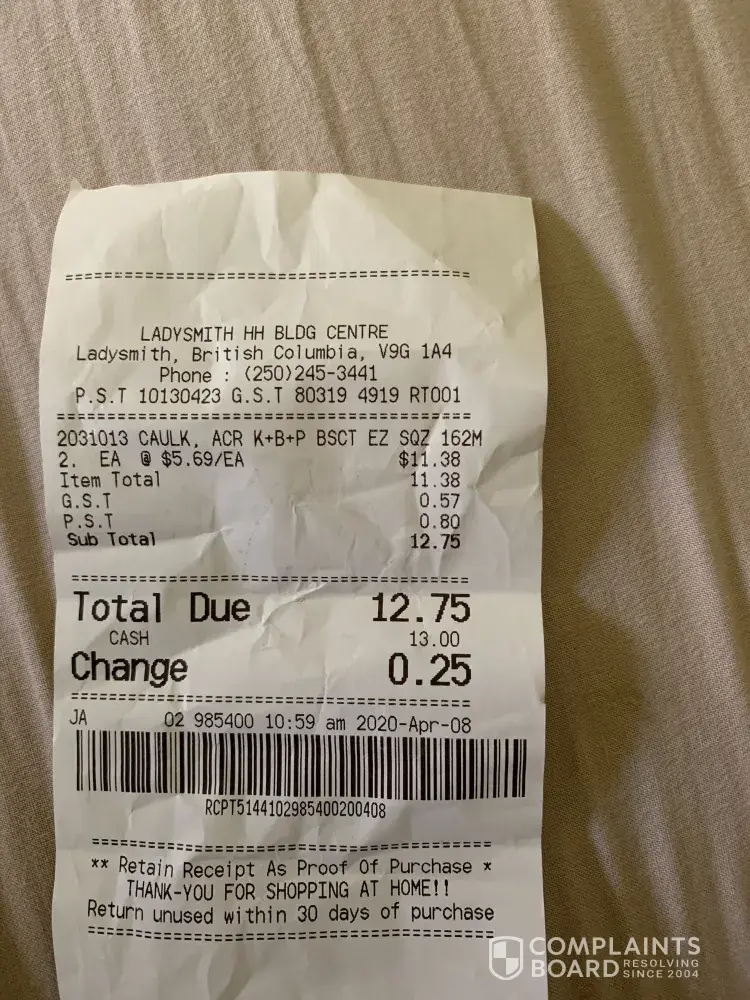 =============================================
LADYSMITH HH BLDG CENTRE
Ladysmith, British Columbia, V9G 1A4
Phone : (250)245-3441
P.S.T 10130423 G.S.T 80319 4919 RT001
=============================================
2031013 CAULK, ACR K+B+P BSCT EZ SQZ 162M
2. EA @ $5.69/EA $11.38
Item Total 11.38
G.S.T 0.57
P.S.T 0.80
Sub Total 12.75
=============================================
Total Due 12.75
CASH 13.00
Change 0.25
=============================================
JA 02 985400 10:59 am 2020-Apr-08
RCPT5144102985400200408
=============================================
** Retain Receipt As Proof Of Purchase *
THANK-YOU FOR SHOPPING AT HOME!!
Return unused within 30 days of purchase
=============================================
COMPLAINTS
BOARD RESOLVING SINCE 2004